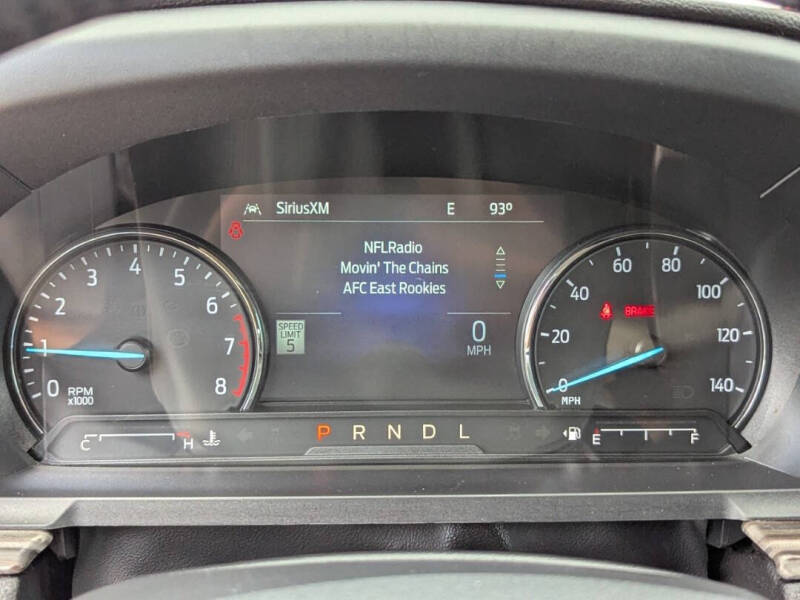 SiriusXM E 93°
NFLRadio
Movin' The Chains
AFC East Rookies
SPEED
LIMIT
5
0
MPH
0 1 2 3 4 5 6 7 8
RPM
x1000
0 20 40 60 80 100 120 140
MPH
BRAKE
C H
P R N D L
E F